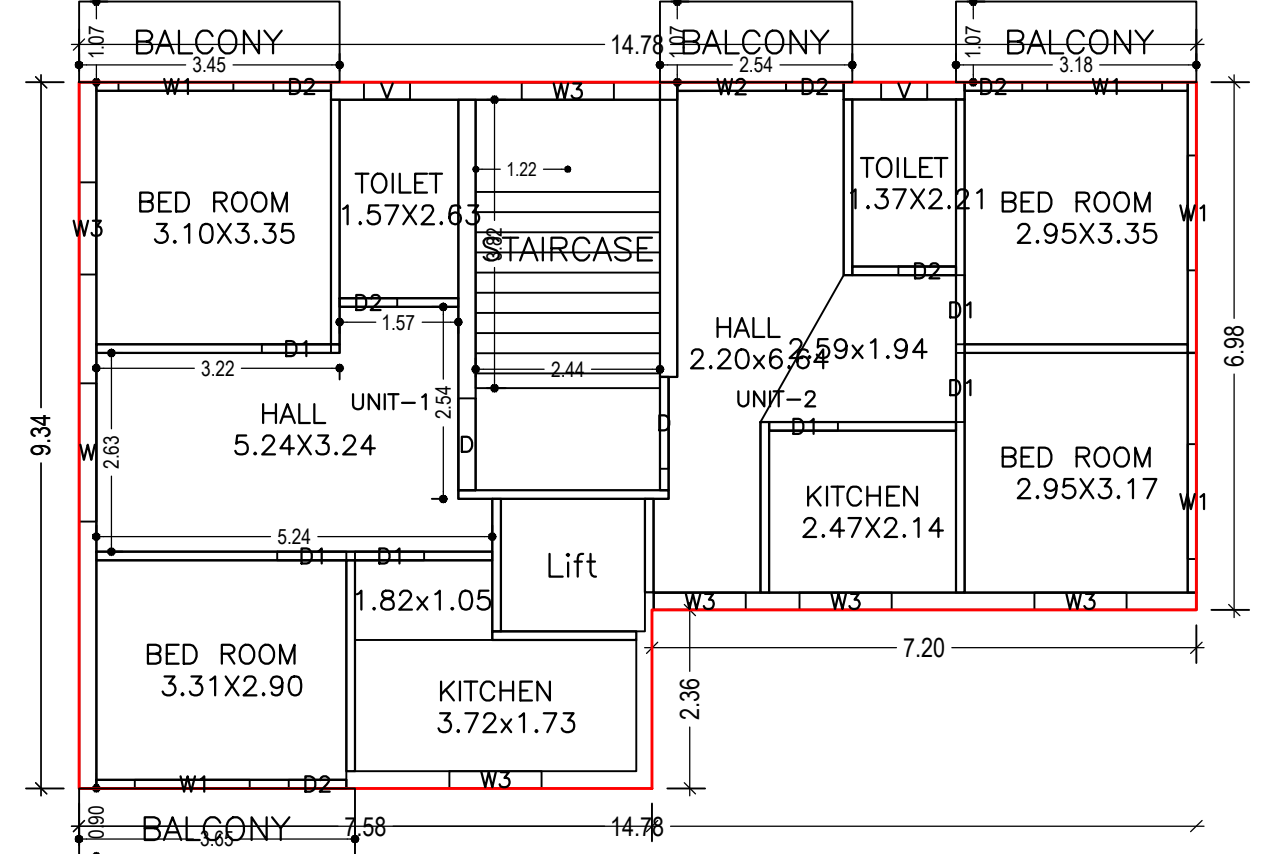 1.07
BALCONY
14.78
1.07
BALCONY
1.07
BALCONY
3.45
2.54
3.18
W1
D2
V
W3
W2
D2
V
D2
W1
1.22
TOILET
1.57X2.63
TOILET
1.37X2.21
BED ROOM
3.10X3.35
BED ROOM
2.95X3.35
W3
W1
3.82
STAIRCASE
D2
D2
1.57
D1
D1
HALL
2.20x6.64
2.59x1.94
6.98
3.22
2.44
UNIT-1
2.54
UNIT-2
D1
HALL
5.24X3.24
9.34
2.63
W
D
D
D1
BED ROOM
2.95X3.17
W1
KITCHEN
2.47X2.14
5.24
D1
D1
Lift
1.82x1.05
W3
W3
W3
7.20
BED ROOM
3.31X2.90
KITCHEN
3.72x1.73
2.36
W1
D2
W3
0.90
BALCONY
3.65
7.58
14.78